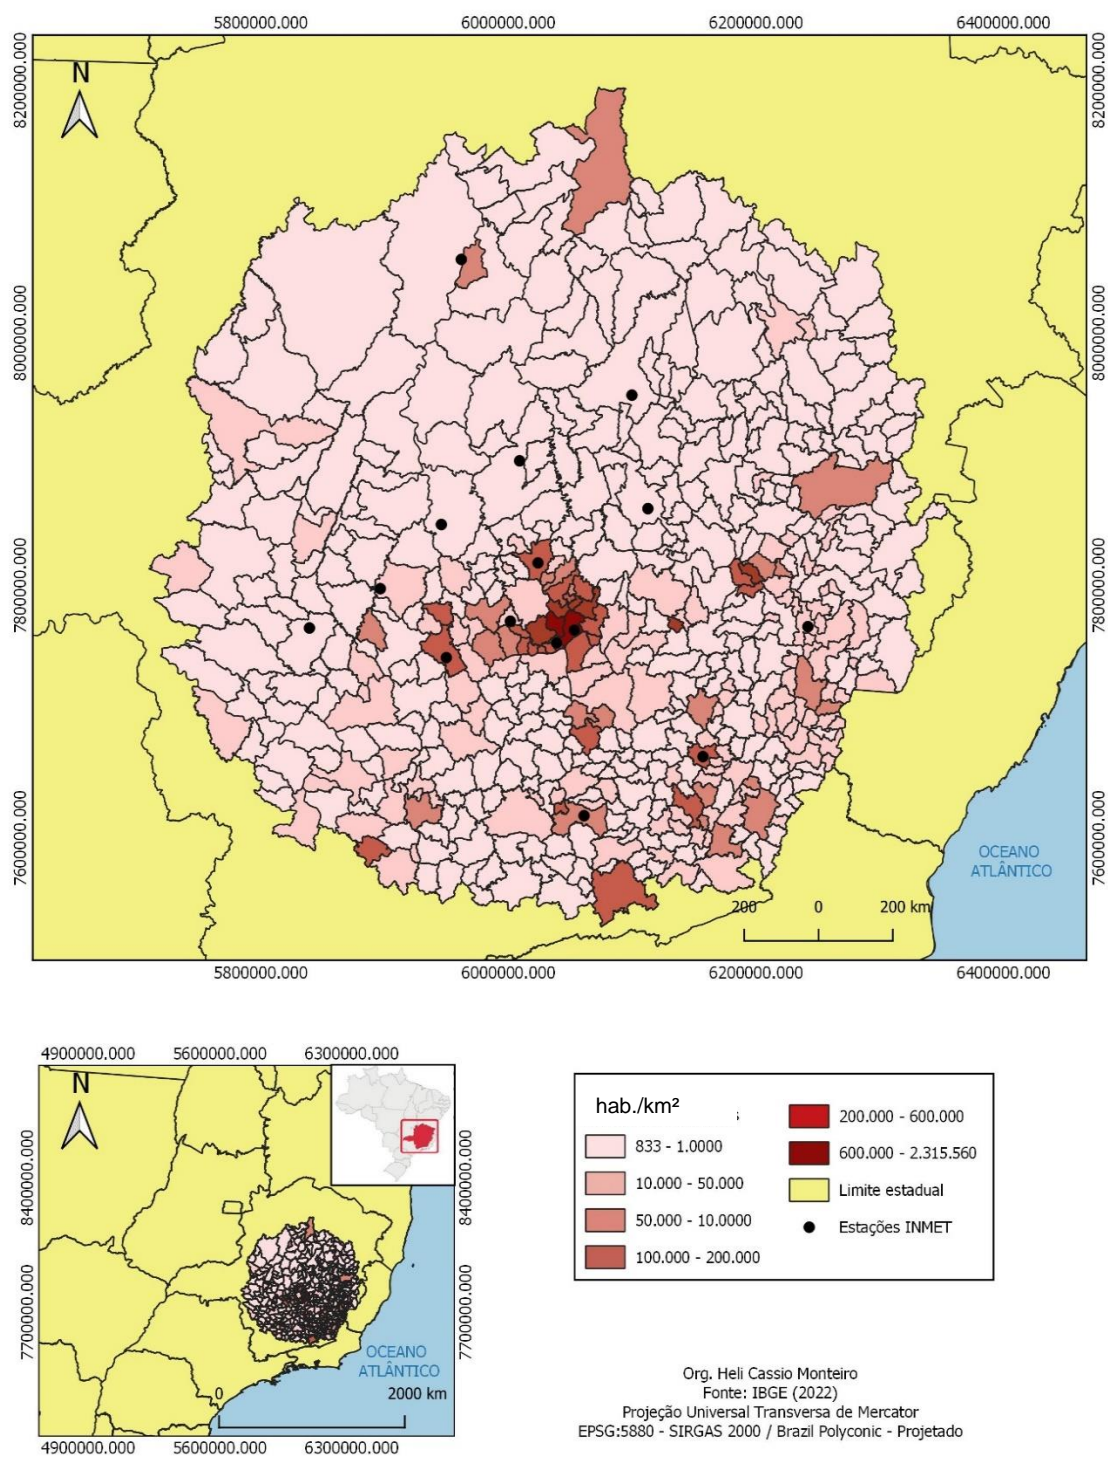 5800000.000 6000000.000 6200000.000 6400000.000
8200000.000 8200000.000
N
8000000.000 8000000.000
7800000.000 7800000.000
7600000.000 7600000.000
OCEANO
ATLÂNTICO
200 0 200 km
5800000.000 6000000.000 6200000.000 6400000.000
4900000.000 5600000.000 6300000.000
N
8400000.000 8400000.000
7700000.000 7700000.000
OCEANO
ATLÂNTICO
0 2000 km
4900000.000 5600000.000 6300000.000
hab./km²
833 - 1.0000
10.000 - 50.000
50.000 - 10.0000
100.000 - 200.000
200.000 - 600.000
600.000 - 2.315.560
Limite estadual
Estações INMET
Org. Heli Cassio Monteiro
Fonte: IBGE (2022)
Projeção Universal Transversa de Mercator
EPSG:5880 - SIRGAS 2000 / Brazil Polyconic - Projetado